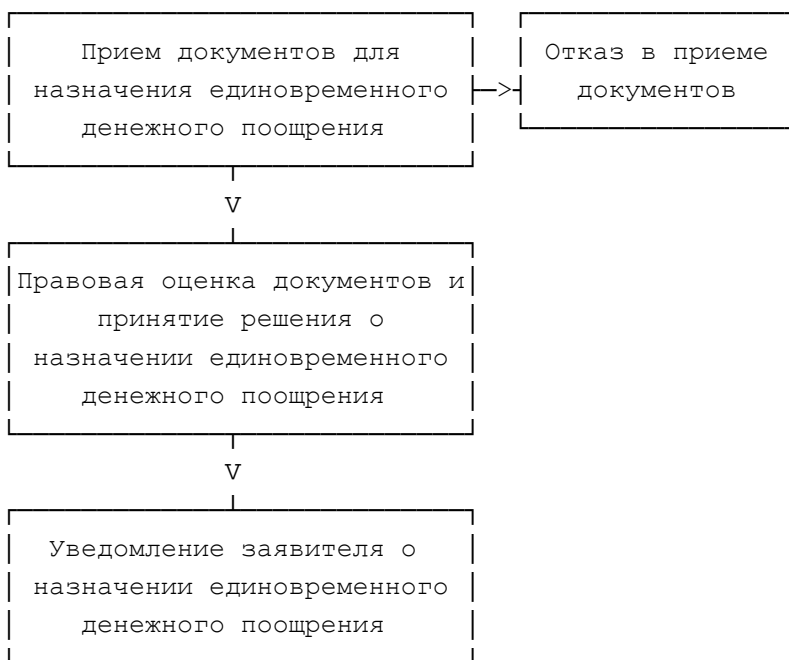 Прием документов для
назначения единовременного
денежного поощрения
Отказ в приеме
документов
V
Правовая оценка документов и
принятие решения о
назначении единовременного
денежного поощрения
V
Уведомление заявителя о
назначении единовременного
денежного поощрения